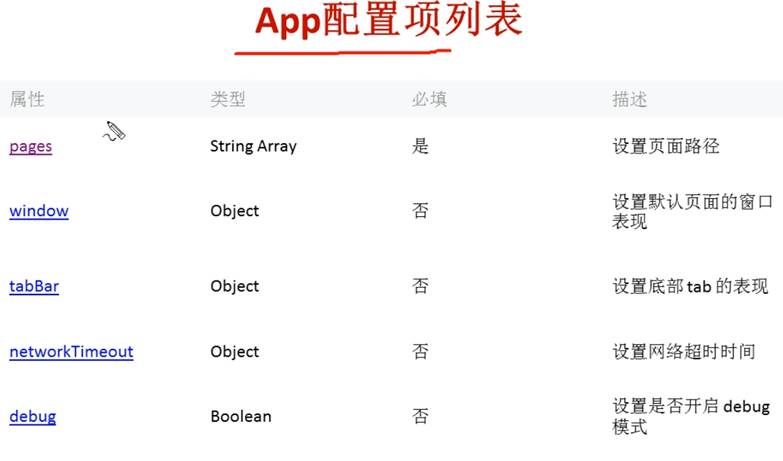 App配置项列表
属性 类型 必填 描述
pages String Array 是 设置页面路径
window Object 否 设置默认页面的窗口
表现
tabBar Object 否 设置底部 tab 的表现
networkTimeout Object 否 设置网络超时时间
debug Boolean 否 设置是否开启 debug
模式